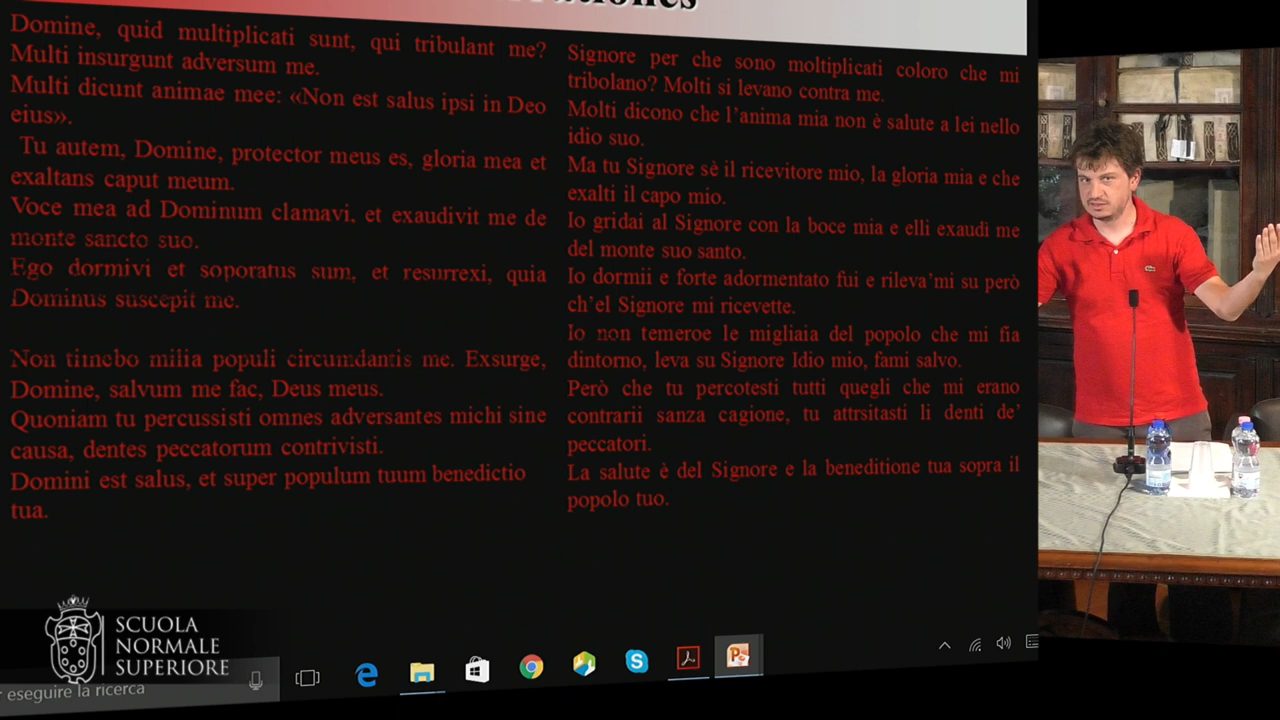 Domine, quid multiplicati sunt, qui tribulant me?
Multi insurgunt adversum me.
Multi dicunt animae mee: «Non est salus ipsi in Deo
eius».
Tu autem, Domine, protector meus es, gloria mea et
exaltans caput meum.
Voce mea ad Dominum clamavi, et exaudivit me de
monte sancto suo.
Ego dormivi et soporatus sum, et resurrexi, quia
Dominus suscepit me.
Non timebo milia populi circumdantis me. Exsurge,
Domine, salvum me fac, Deus meus.
Quoniam tu percussisti omnes adversantes michi sine
causa, dentes peccatorum contrivisti.
Domini est salus, et super populum tuum benedictio
tua.
Signore per che sono moltiplicati coloro che mi
tribolano? Molti si levano contra me.
Molti dicono che l'anima mia non è salute a lei nello
idio suo.
Ma tu Signore sè il ricevitore mio, la gloria mia e che
exalti il capo mio.
Io gridai al Signore con la boce mia e elli exaudì me
del monte suo santo.
Io dormii e forte adormentato fui e rileva'mi su però
ch'el Signore mi ricevette.
Io non temeroe le migliaia del popolo che mi fia
dintorno, leva su Signore Idio mio, fami salvo.
Però che tu percotesti tutti quegli che mi erano
contrarii sanza cagione, tu attrsitasti li denti de'
peccatori.
La salute è del Signore e la beneditione tua sopra il
popolo tuo.
SCUOLA
NORMALE
SUPERIORE
eseguire la ricerca